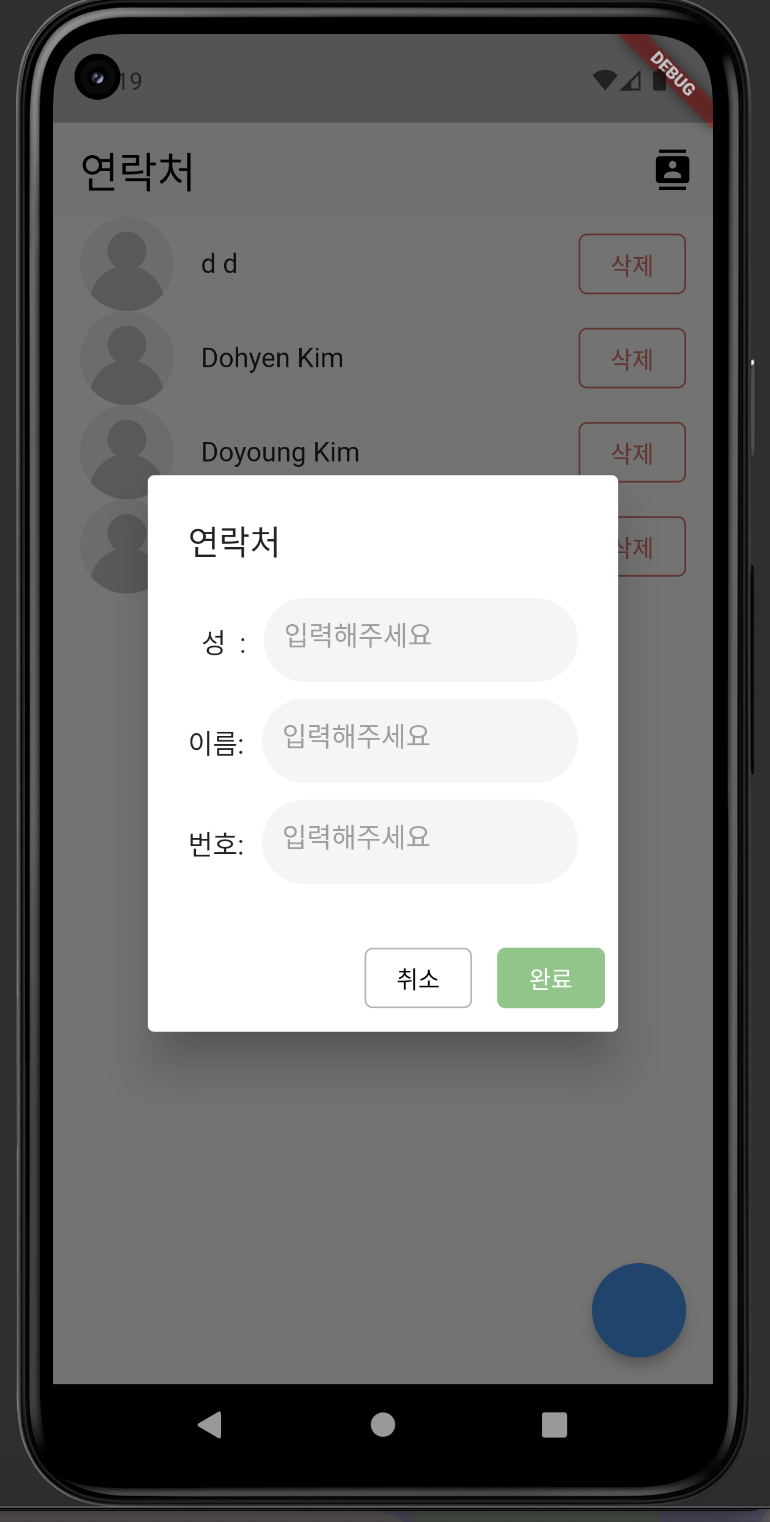 19
DEBUG
연락처
d d
삭제
Dohyen Kim
삭제
Doyoung Kim
삭제
삭제
연락처
성 : 입력해주세요
이름: 입력해주세요
번호: 입력해주세요
취소 완료